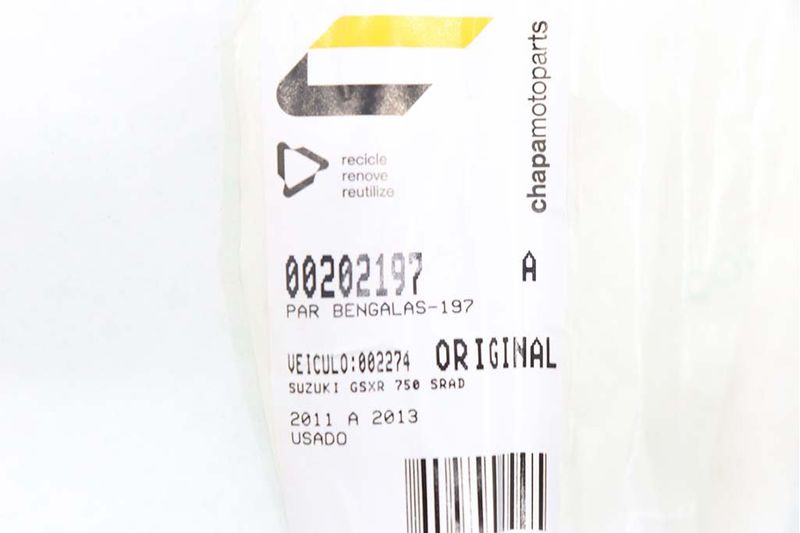 chapamotoparts
recicle
renove
reutilize
00202197 A
PAR BENGALAS-197
VEICULO:002274 ORIGINAL
SUZUKI GSXR 750 SRAD
2011 A 2013
USADO